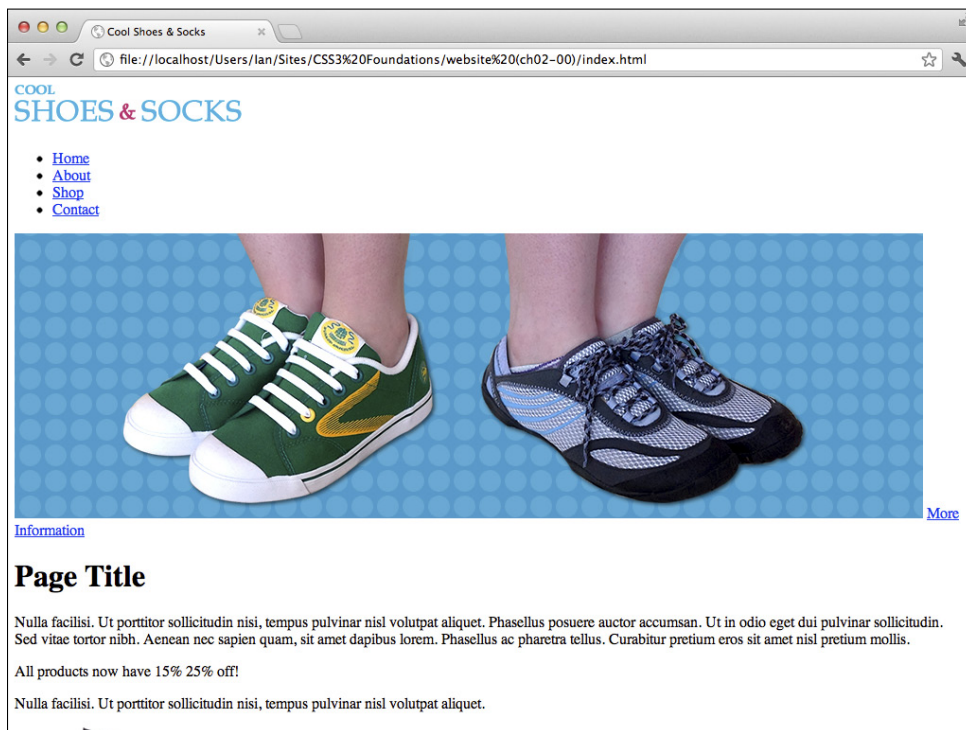 Cool Shoes & Socks
file://localhost/Users/Ian/Sites/CSS3%20Foundations/website%20(ch02-00)/index.html
COOL
SHOES & SOCKS
Home
About
Shop
Contact
More
Information
Page Title
Nulla facilisi. Ut porttitor sollicitudin nisi, tempus pulvinar nisl volutpat aliquet. Phasellus posuere auctor accumsan. Ut in odio eget dui pulvinar sollicitudin.
Sed vitae tortor nibh. Aenean nec sapien quam, sit amet dapibus lorem. Phasellus ac pharetra tellus. Curabitur pretium eros sit amet nisl pretium mollis.
All products now have 15% 25% off!
Nulla facilisi. Ut porttitor sollicitudin nisi, tempus pulvinar nisl volutpat aliquet.